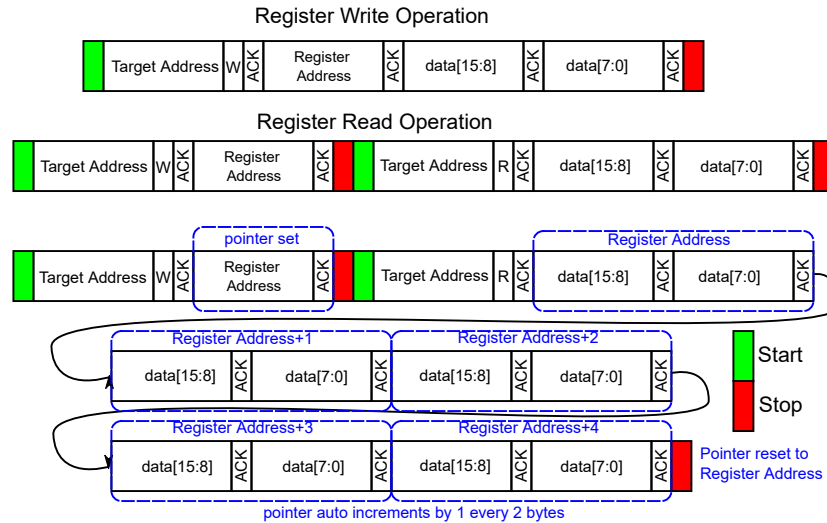 Register Write Operation
Target Address W ACK Register Address ACK data[15:8] ACK data[7:0] ACK
Register Read Operation
Target Address W ACK Register Address ACK Target Address R ACK data[15:8] ACK data[7:0] ACK
pointer set Register Address
Target Address W ACK Register Address ACK Target Address R ACK data[15:8] ACK data[7:0] ACK
Register Address+1 Register Address+2
data[15:8] ACK data[7:0] ACK data[15:8] ACK data[7:0] ACK
Start
Stop
Register Address+3 Register Address+4
data[15:8] ACK data[7:0] ACK data[15:8] ACK data[7:0] ACK
Pointer reset to
Register Address
pointer auto increments by 1 every 2 bytes